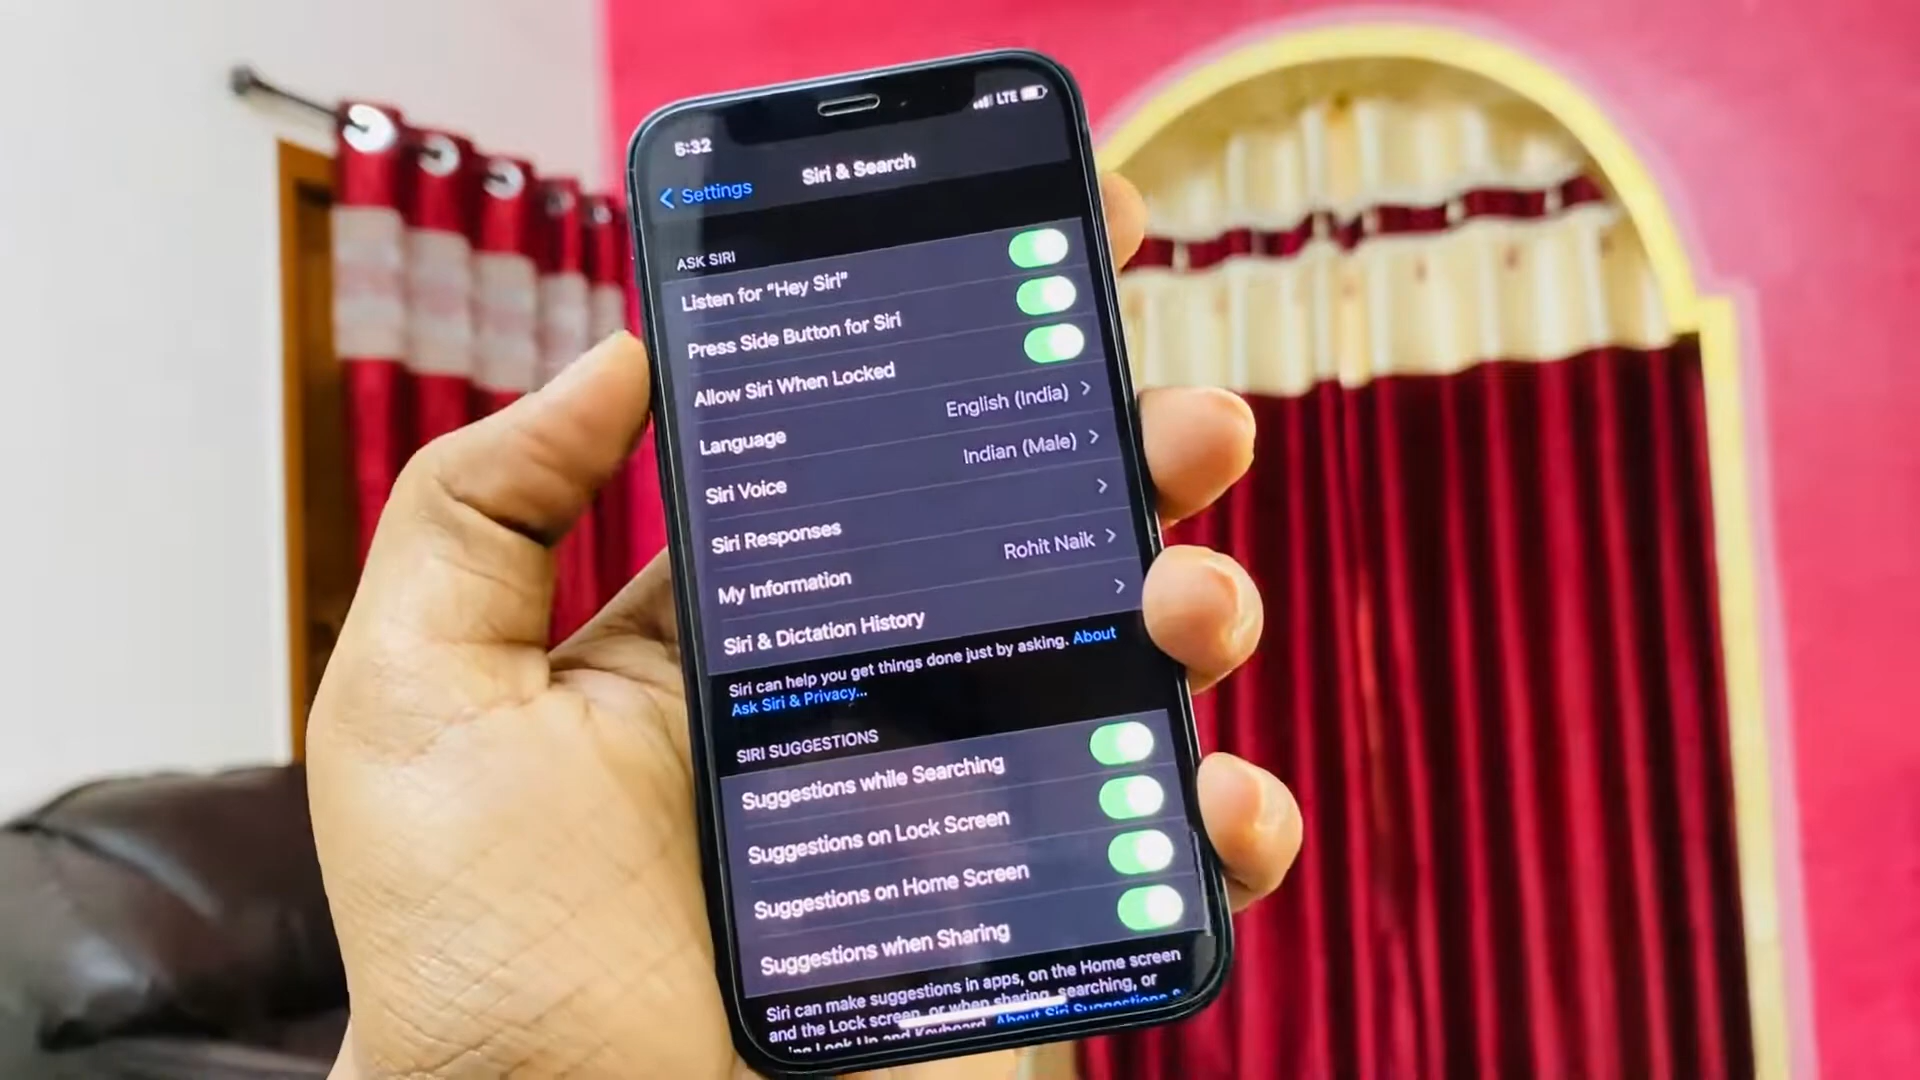 5:32
LTE
Settings
Siri & Search
ASK SIRI
Listen for “Hey Siri”
Press Side Button for Siri
Allow Siri When Locked
Language English (India)
Siri Voice Indian (Male)
Siri Responses
My Information Rohit Naik
Siri & Dictation History
Siri can help you get things done just by asking. About
Ask Siri & Privacy...
SIRI SUGGESTIONS
Suggestions while Searching
Suggestions on Lock Screen
Suggestions on Home Screen
Suggestions when Sharing
Siri can make suggestions in apps, on the Home screen
and the Lock screen, or when sharing, searching, or
Look Up and Keyboard. About Siri Suggestions &